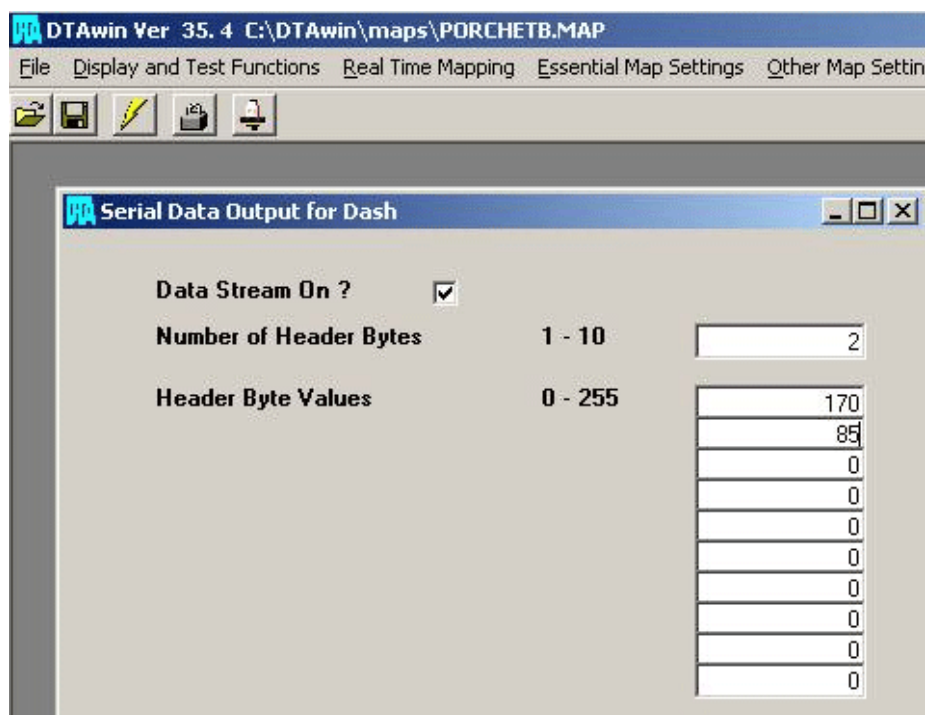 DTAwin Ver 35. 4 C:\DTAwin\maps\PORCHETB.MAP
File Display and Test Functions Real Time Mapping Essential Map Settings Other Map Settin
Serial Data Output for Dash
Data Stream On ?
Number of Header Bytes 1 - 10 2
Header Byte Values 0 - 255 170
85
0
0
0
0
0
0
0
0